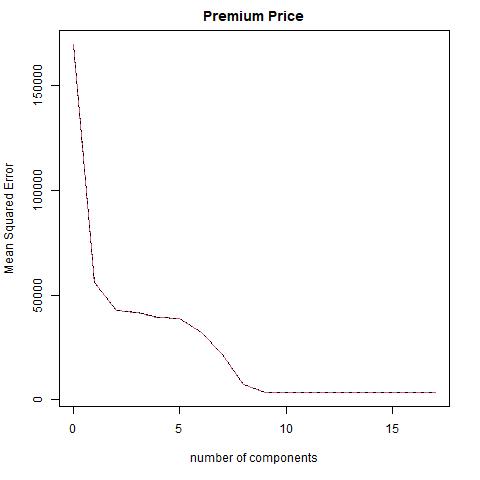 Premium Price
Mean Squared Error
150000
100000
50000
0
0 5 10 15
number of components